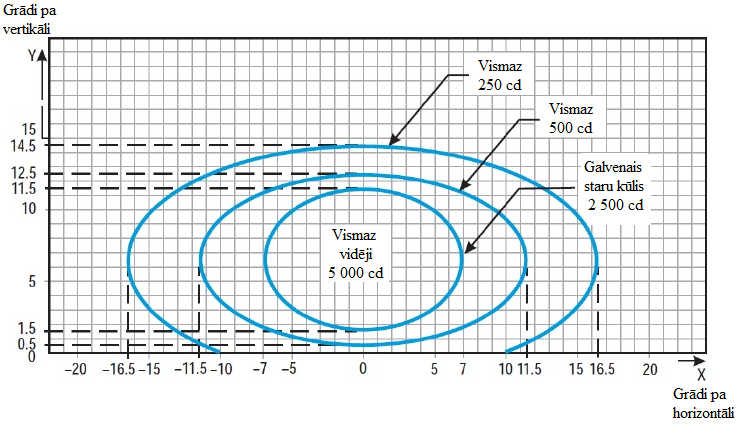 Grādi pa
vertikāli
Y
Vismaz
250 cd
Vismaz
500 cd
Galvenais
staru kūlis
2 500 cd
Vismaz
vidēji
5 000 cd
15
14.5
12.5
11.5
10
5
1.5
0.5
0
−20 −16.5 −15 −11.5 −10 −7 −5 0 5 7 10 11.5 15 16.5 20
X
Grādi pa
horizontāli